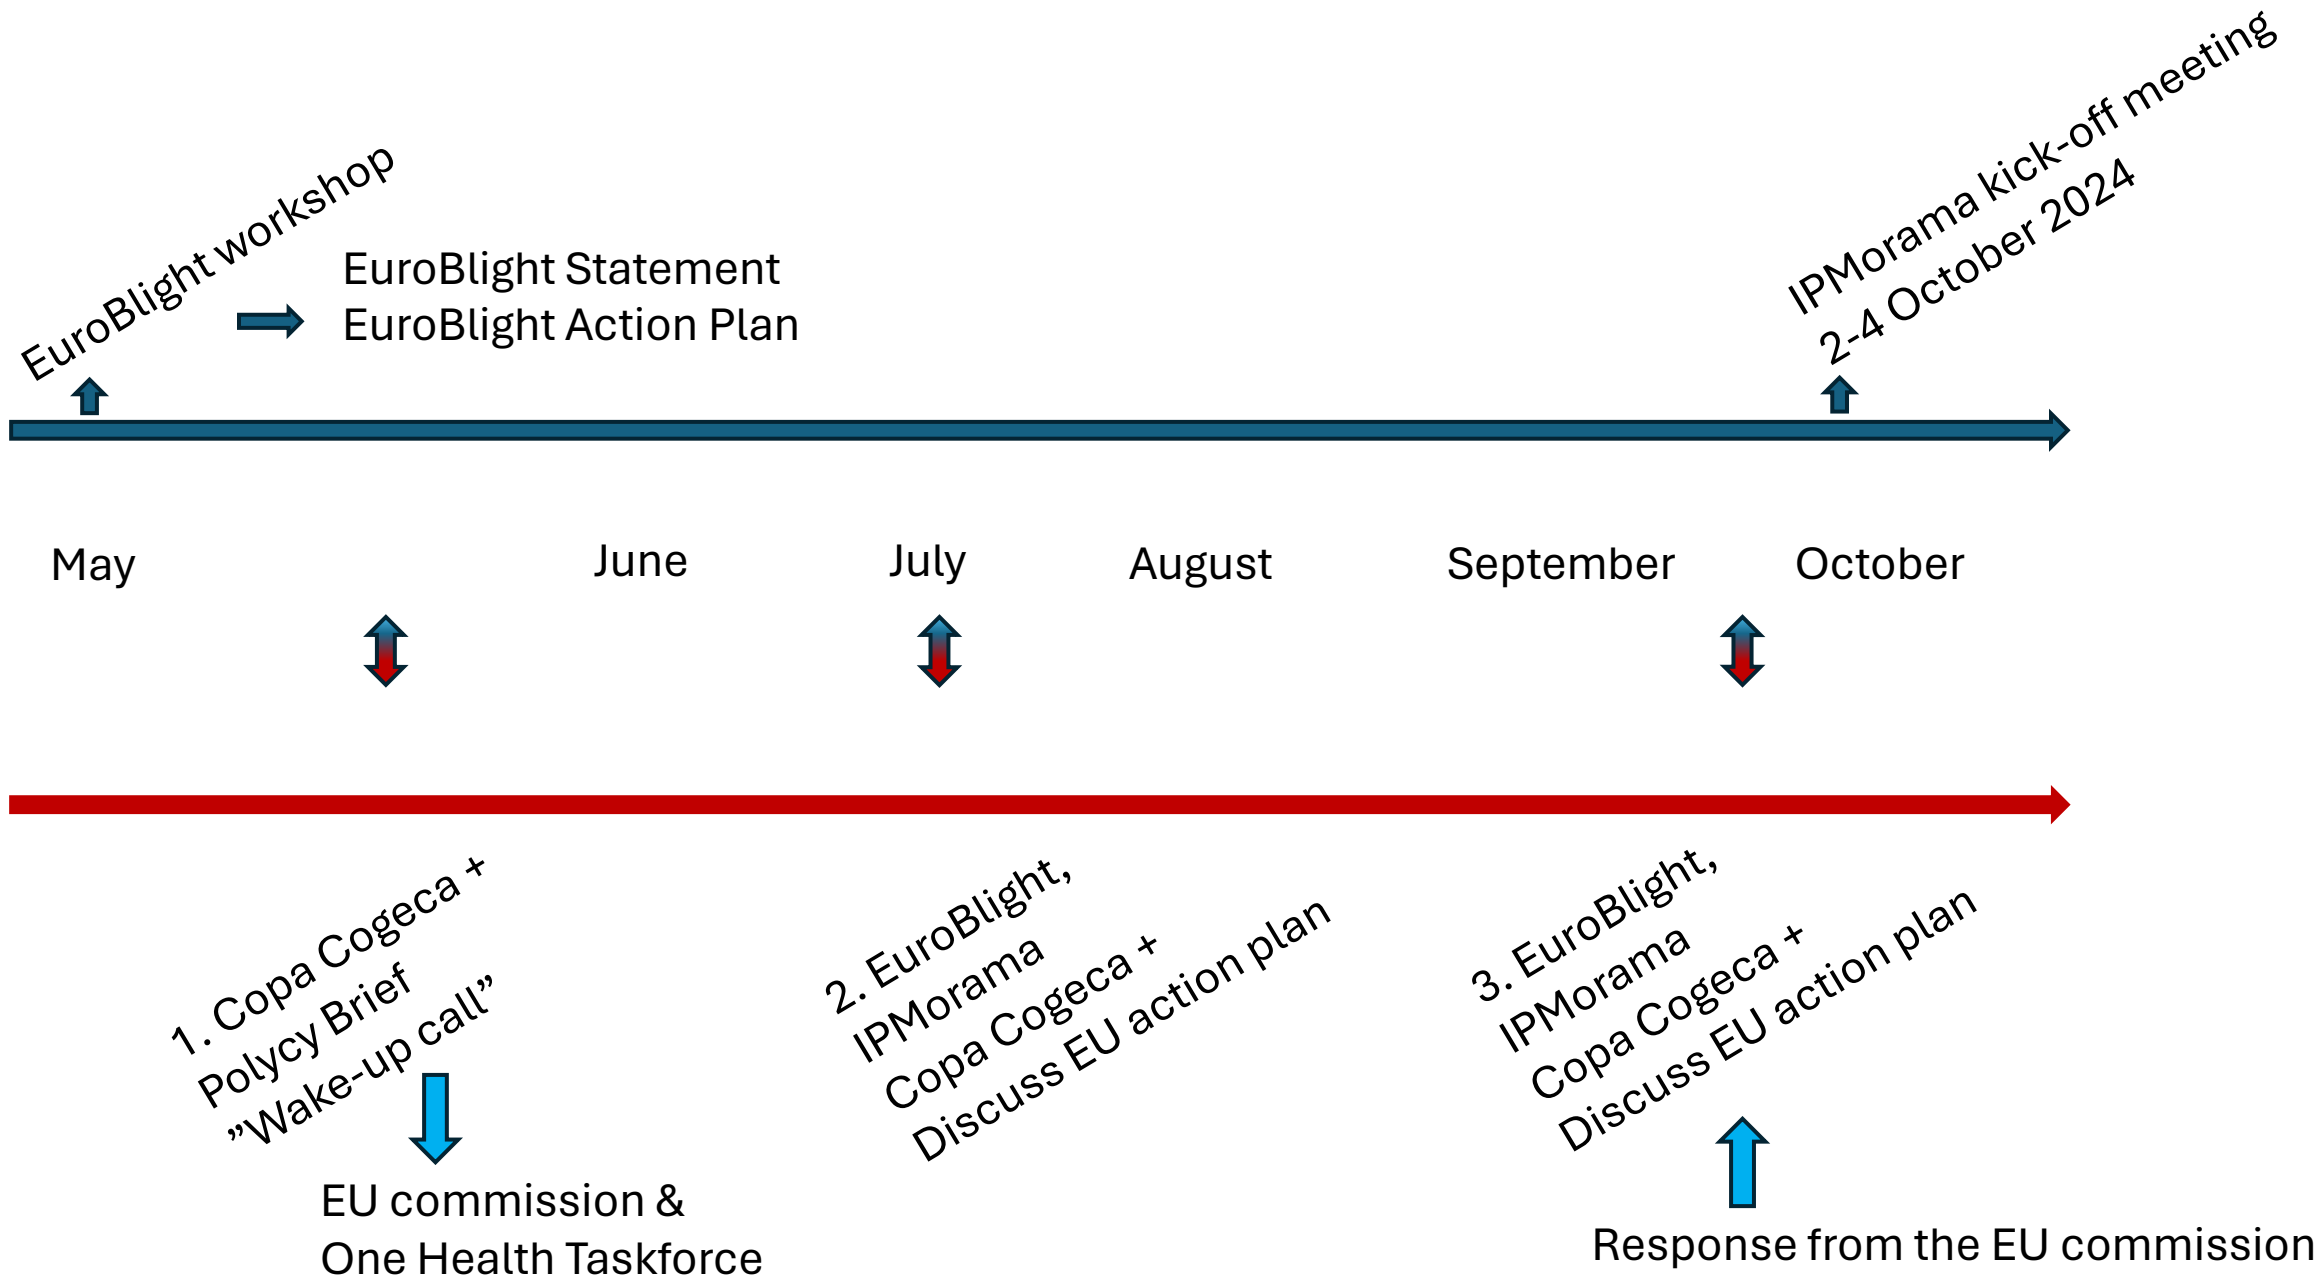 EuroBlight workshop
EuroBlight Statement
EuroBlight Action Plan
IPMorama kick-off meeting
2-4 October 2024
May
June
July
August
September
October
1. Copa Cogeca +
Polycy Brief
”Wake-up call”
EU commission &
One Health Taskforce
2. EuroBlight,
IPMorama
Copa Cogeca +
Discuss EU action plan
3. EuroBlight,
IPMorama
Copa Cogeca +
Discuss EU action plan
Response from the EU commission